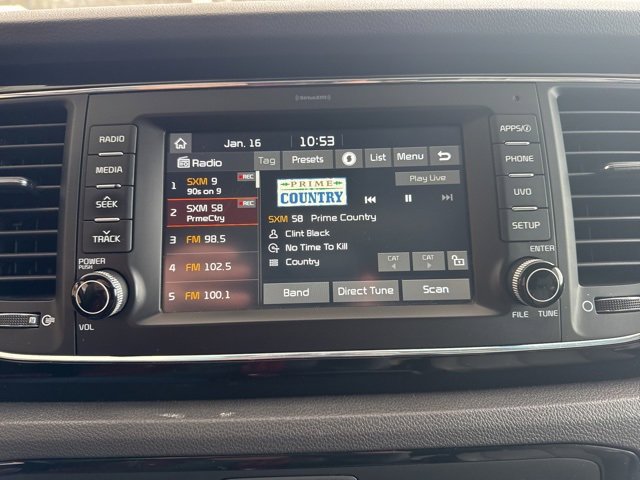 ((SiriusXM))
Jan. 16 10:53
RADIO
MEDIA
SEEK
TRACK
POWER
PUSH
VOL
Radio Tag Presets List Menu
1 SXM 9 REC
90s on 9
2 SXM 58 REC
PrmeCty
3 FM 98.5
4 FM 102.5
5 FM 100.1
PRIME
COUNTRY
Play Live
SXM 58 Prime Country
Clint Black
No Time To Kill
Country
CAT CAT
Band Direct Tune Scan
APPS/i
PHONE
UVO
SETUP
ENTER
FILE TUNE